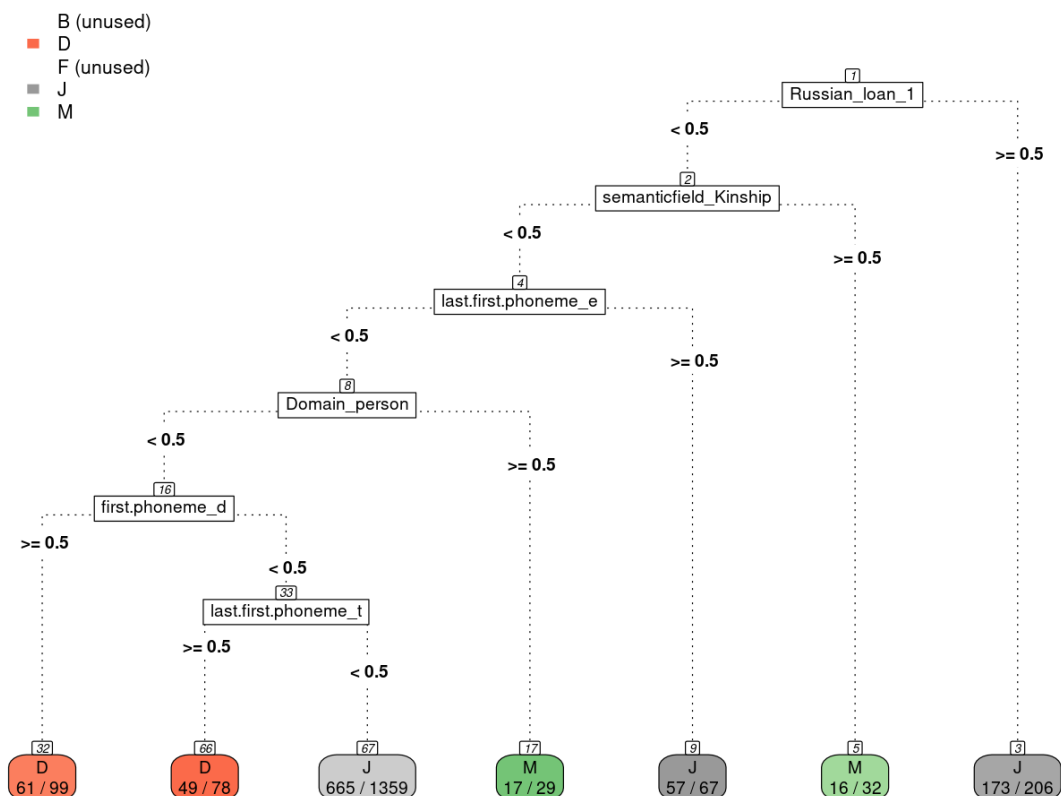 B (unused)
D
F (unused)
J
M
1
Russian_loan_1
< 0.5
>= 0.5
2
semanticfield_Kinship
< 0.5
>= 0.5
4
last.first.phoneme_e
< 0.5
>= 0.5
8
Domain_person
< 0.5
>= 0.5
16
first.phoneme_d
>= 0.5
< 0.5
33
last.first.phoneme_t
>= 0.5
< 0.5
32
D
61 / 99
66
D
49 / 78
67
J
665 / 1359
17
M
17 / 29
9
J
57 / 67
5
M
16 / 32
3
J
173 / 206